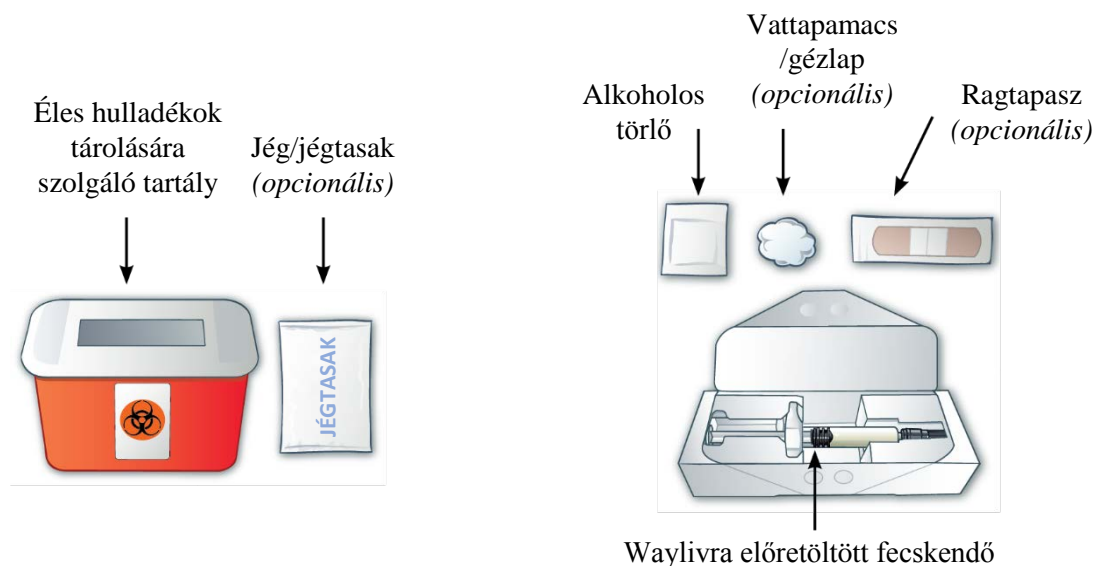 Éles hulladékok
tárolására
szolgáló tartály
Jég/jégtasak
(opcionális)
JÉGTASAK
Alkoholos
törlő
Vattapamacs
/gézlap
(opcionális)
Ragtapasz
(opcionális)
Waylivra előretöltött fecskendő